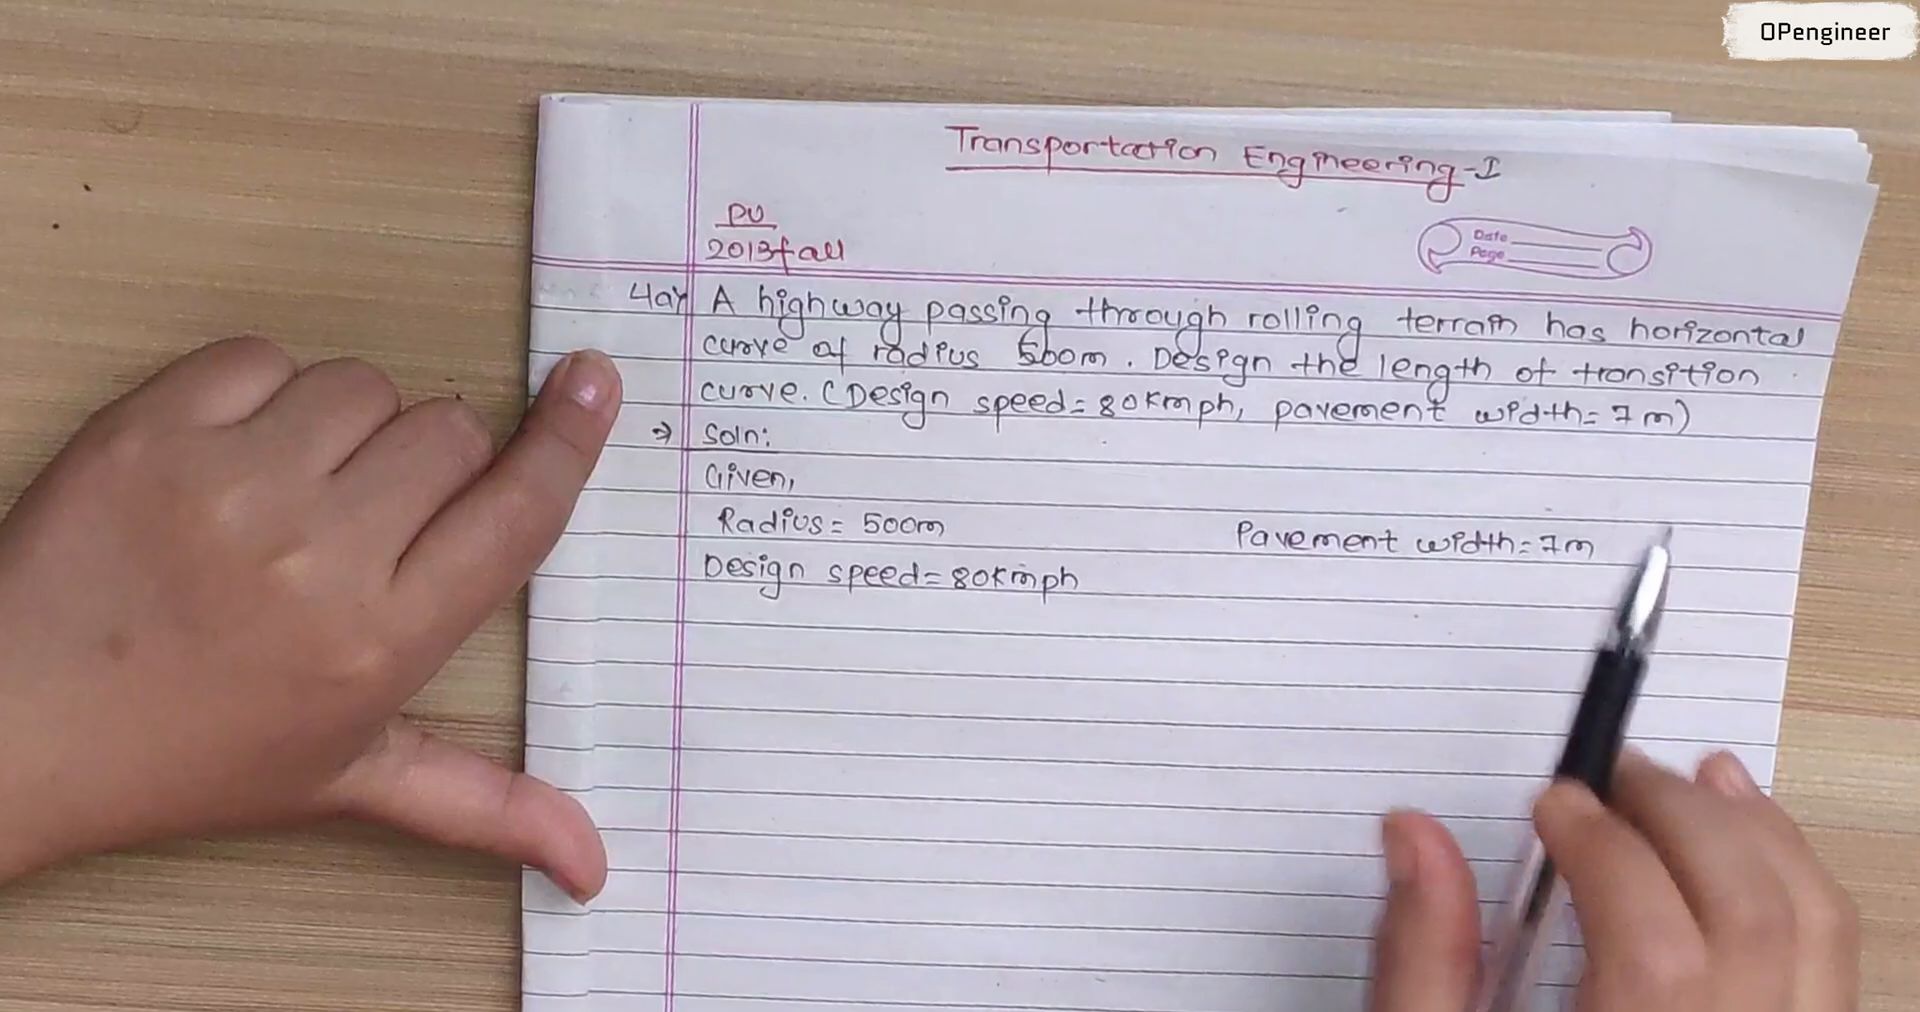 OPengineer
Transportation Engineering-I
PU
2013 fall
Date
Page
4a) A highway passing through rolling terrain has horizontal
curve of radius 500m. Design the length of transition
curve. (Design speed = 80Kmph, pavement width = 7m)
⇒ Soln:
Given,
Radius = 500m Pavement width = 7m
Design speed = 80Kmph